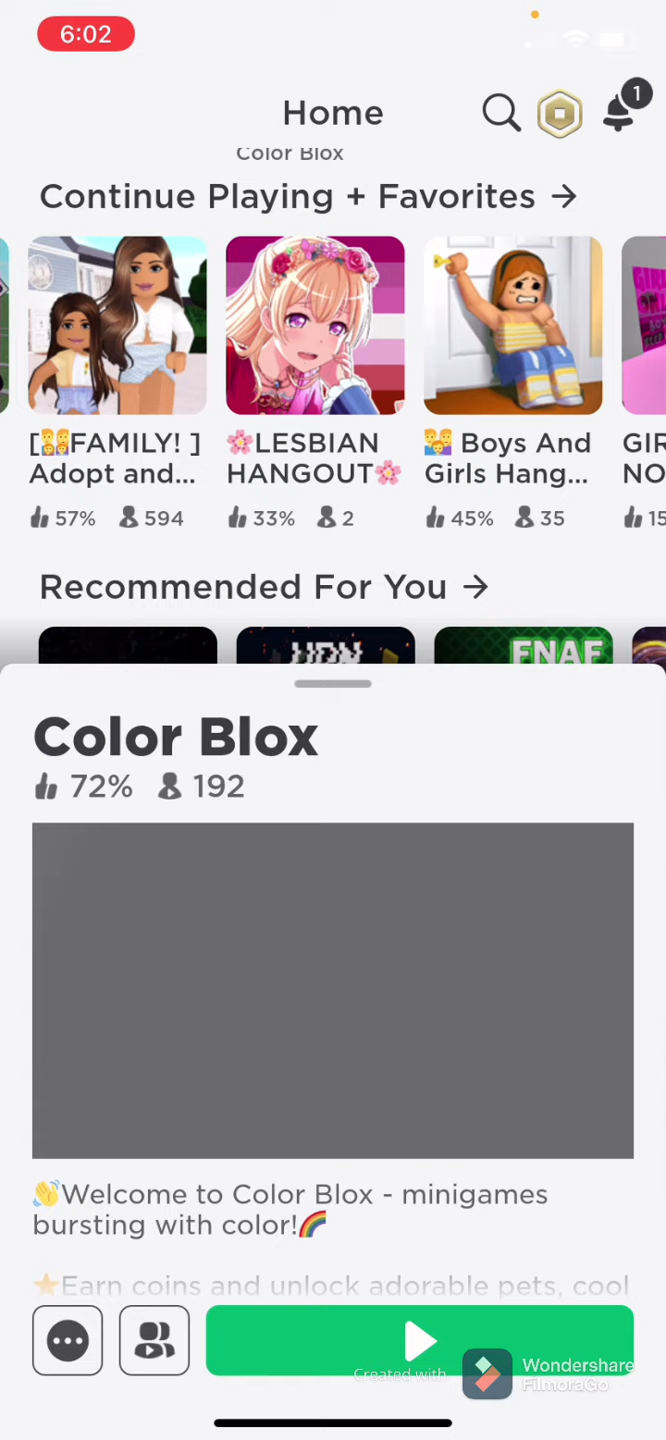 6:02
Home
1
Color Blox
Continue Playing + Favorites →
[👩‍❤️‍👩FAMILY! ]
Adopt and...
57% 594
🌸LESBIAN
HANGOUT🌸
33% 2
Boys And
Girls Hang...
45% 35
GIR
NO
15
Recommended For You →
FNAF
Color Blox
72% 192
👋Welcome to Color Blox - minigames
bursting with color!🌈
⭐Earn coins and unlock adorable pets, cool
Created with
Wondershare
FilmoraGo